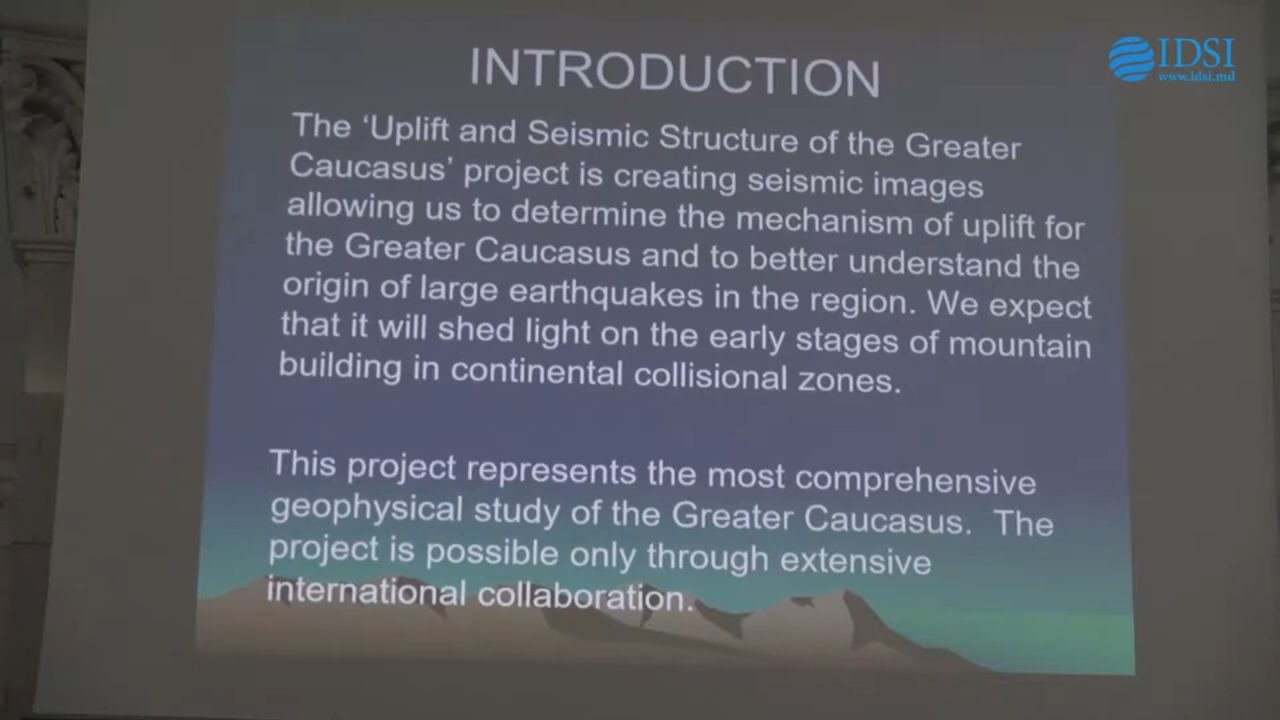 IDSI
www.idsi.md
INTRODUCTION
The ‘Uplift and Seismic Structure of the Greater
Caucasus’ project is creating seismic images
allowing us to determine the mechanism of uplift for
the Greater Caucasus and to better understand the
origin of large earthquakes in the region. We expect
that it will shed light on the early stages of mountain
building in continental collisional zones.
This project represents the most comprehensive
geophysical study of the Greater Caucasus. The
project is possible only through extensive
international collaboration.